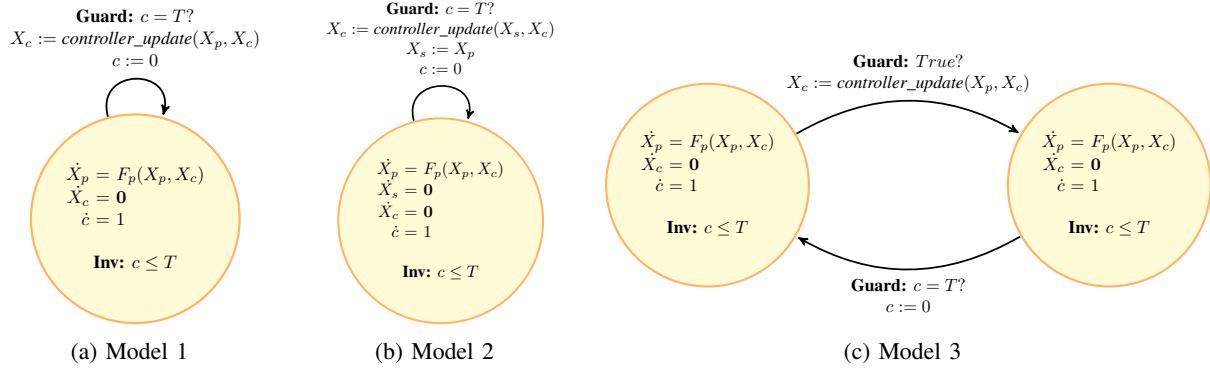 Guard: c = T?
X_c := controller_update(X_p, X_c)
c := 0
Ẋ_p = F_p(X_p, X_c)
Ẋ_c = 0
ċ = 1
Inv: c ≤ T
(a) Model 1
Guard: c = T?
X_c := controller_update(X_s, X_c)
X_s := X_p
c := 0
Ẋ_p = F_p(X_p, X_c)
Ẋ_s = 0
Ẋ_c = 0
ċ = 1
Inv: c ≤ T
(b) Model 2
Guard: True?
X_c := controller_update(X_p, X_c)
Ẋ_p = F_p(X_p, X_c)
Ẋ_c = 0
ċ = 1
Inv: c ≤ T
Ẋ_p = F_p(X_p, X_c)
Ẋ_c = 0
ċ = 1
Inv: c ≤ T
Guard: c = T?
c := 0
(c) Model 3